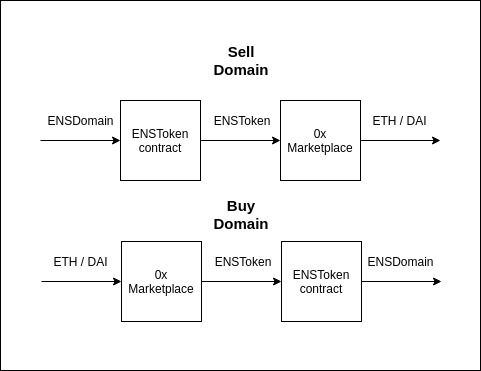 Sell
Domain
ENSDomain
ENSToken
contract
ENSToken
0x
Marketplace
ETH / DAI
Buy
Domain
ETH / DAI
0x
Marketplace
ENSToken
ENSToken
contract
ENSDomain